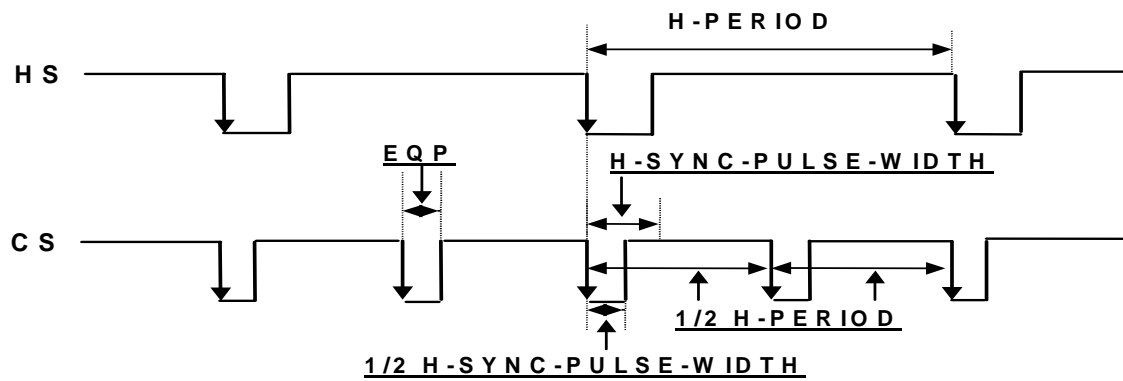 H-PERIOD
HS
EQP
H-SYNC-PULSE-WIDTH
CS
1/2 H-PERIOD
1/2 H-SYNC-PULSE-WIDTH